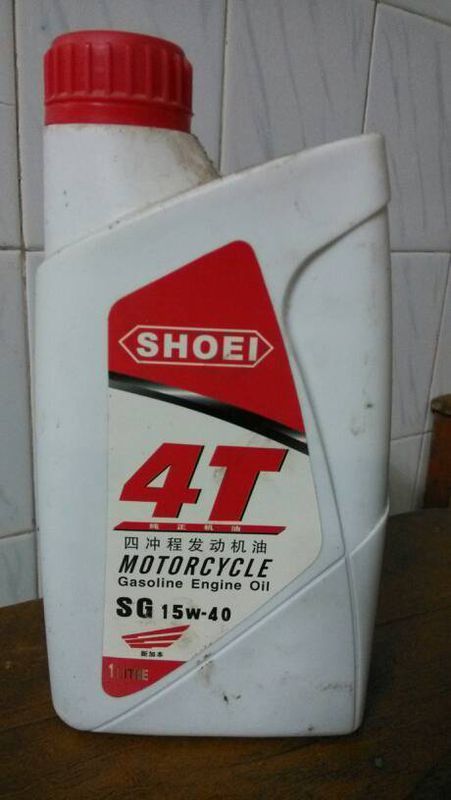 SHOEI
4T
纯正机油
四冲程发动机油
MOTORCYCLE
Gasoline Engine Oil
SG 15W-40
新加本
1 LITRE